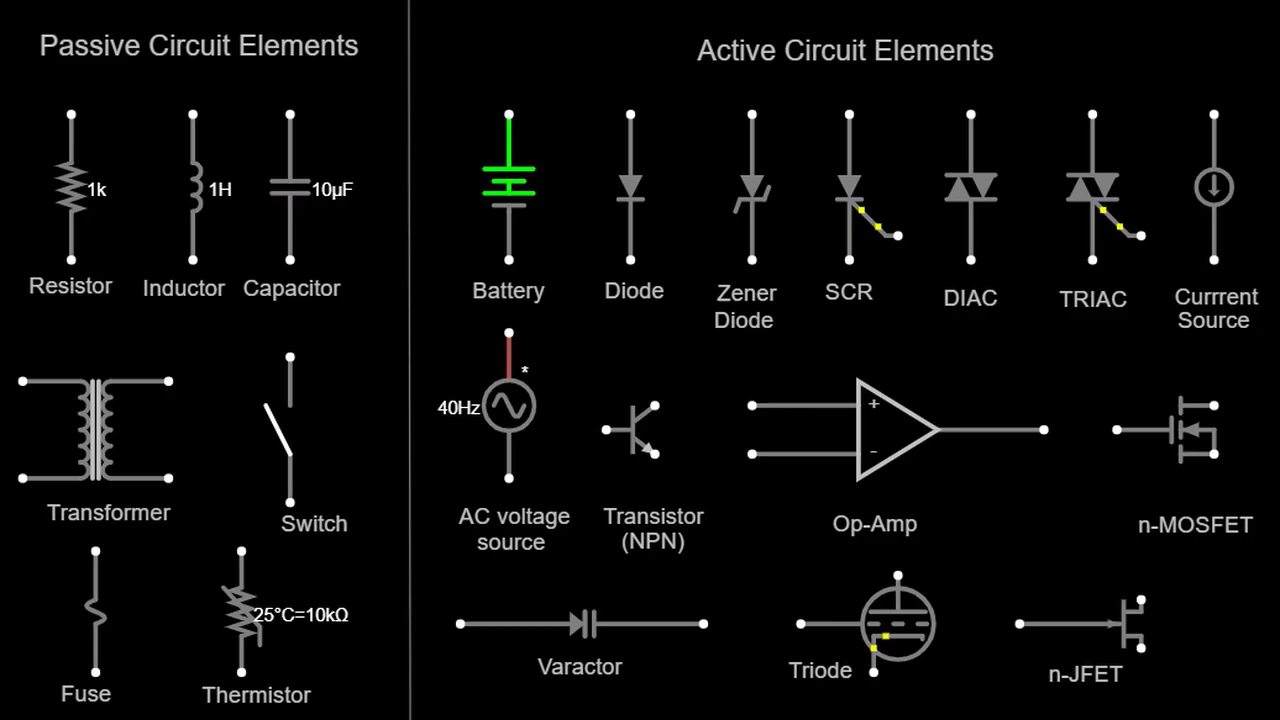 Passive Circuit Elements
1k
1H
10µF
Resistor
Inductor
Capacitor
Transformer
Switch
25°C=10kΩ
Fuse
Thermistor
Active Circuit Elements
Battery
Diode
Zener
Diode
SCR
DIAC
TRIAC
Currrent
Source
*
40Hz
+
-
AC voltage
source
Transistor
(NPN)
Op-Amp
n-MOSFET
Varactor
Triode
n-JFET